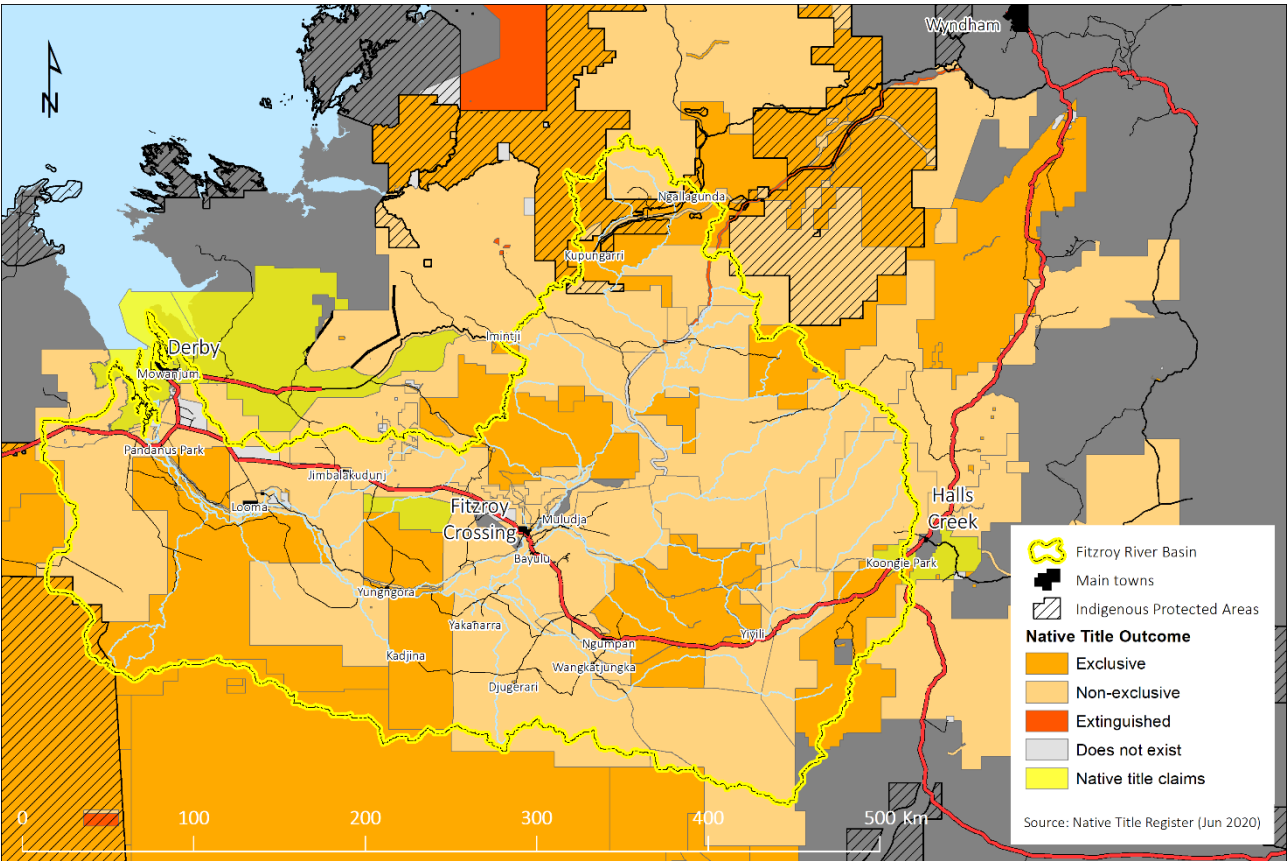 Wyndham
N
Ngallagunda
Kupungarri
Imintji
Derby
Mowanjum
Pandanus Park
Jimbalakudunj
Looma
Fitzroy
Crossing
Muludja
Bayulu
Halls
Creek
Koongie Park
Yungngora
Yakanarra
Kadjina
Ngumpan
Yiyili
Wangkatjungka
Djugerari
Fitzroy River Basin
Main towns
Indigenous Protected Areas
Native Title Outcome
Exclusive
Non-exclusive
Extinguished
Does not exist
Native title claims
Source: Native Title Register (Jun 2020)
0 100 200 300 400 500 Km